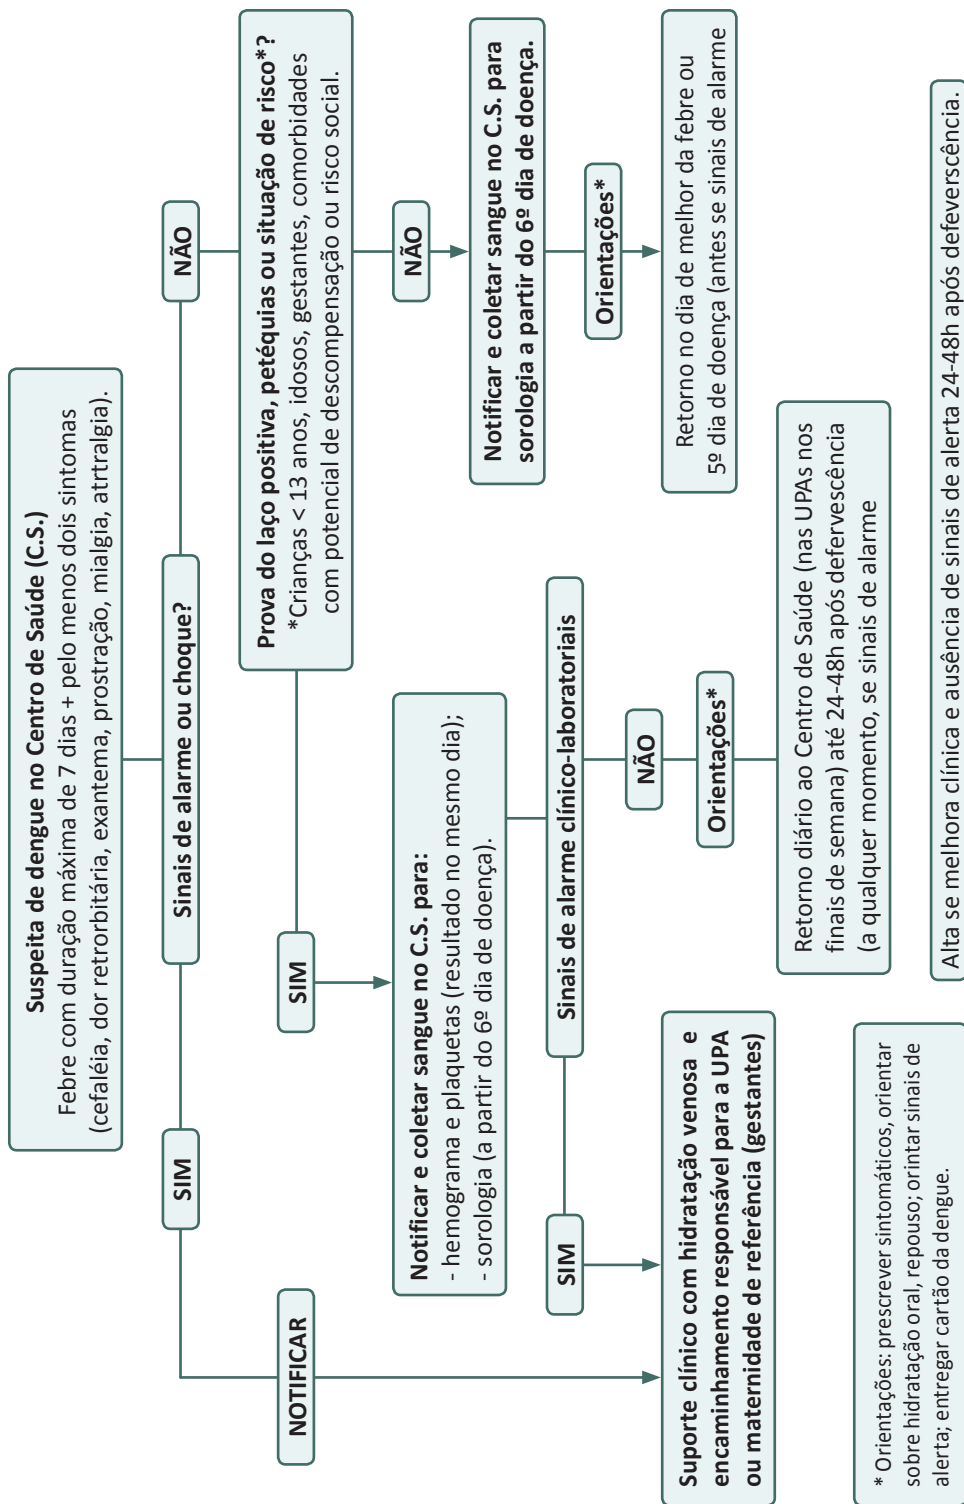 Suspeita de dengue no Centro de Saúde (C.S.)
Febre com duração máxima de 7 dias + pelo menos dois sintomas
(cefaléia, dor retrorbitária, exantema, prostração, mialgia, atrtralgia).
Sinais de alarme ou choque?
SIM
NÃO
NOTIFICAR
Prova do laço positiva, petéquias ou situação de risco*?
*Crianças < 13 anos, idosos, gestantes, comorbidades
com potencial de descompensação ou risco social.
SIM
NÃO
Notificar e coletar sangue no C.S. para:
- hemograma e plaquetas (resultado no mesmo dia);
- sorologia (a partir do 6º dia de doença).
Notificar e coletar sangue no C.S. para
sorologia a partir do 6º dia de doença.
Sinais de alarme clínico-laboratoriais
Orientações*
SIM
NÃO
Orientações*
Suporte clínico com hidratação venosa e
encaminhamento responsável para a UPA
ou maternidade de referência (gestantes)
Retorno no dia de melhor da febre ou
5º dia de doença (antes se sinais de alarme
Retorno diário ao Centro de Saúde (nas UPAs nos
finais de semana) até 24-48h após defervescência
(a qualquer momento, se sinais de alarme
* Orientações: prescrever sintomáticos, orientar
sobre hidratação oral, repouso; orintar sinais de
alerta; entregar cartão da dengue.
Alta se melhora clínica e ausência de sinais de alerta 24-48h após defeverscência.